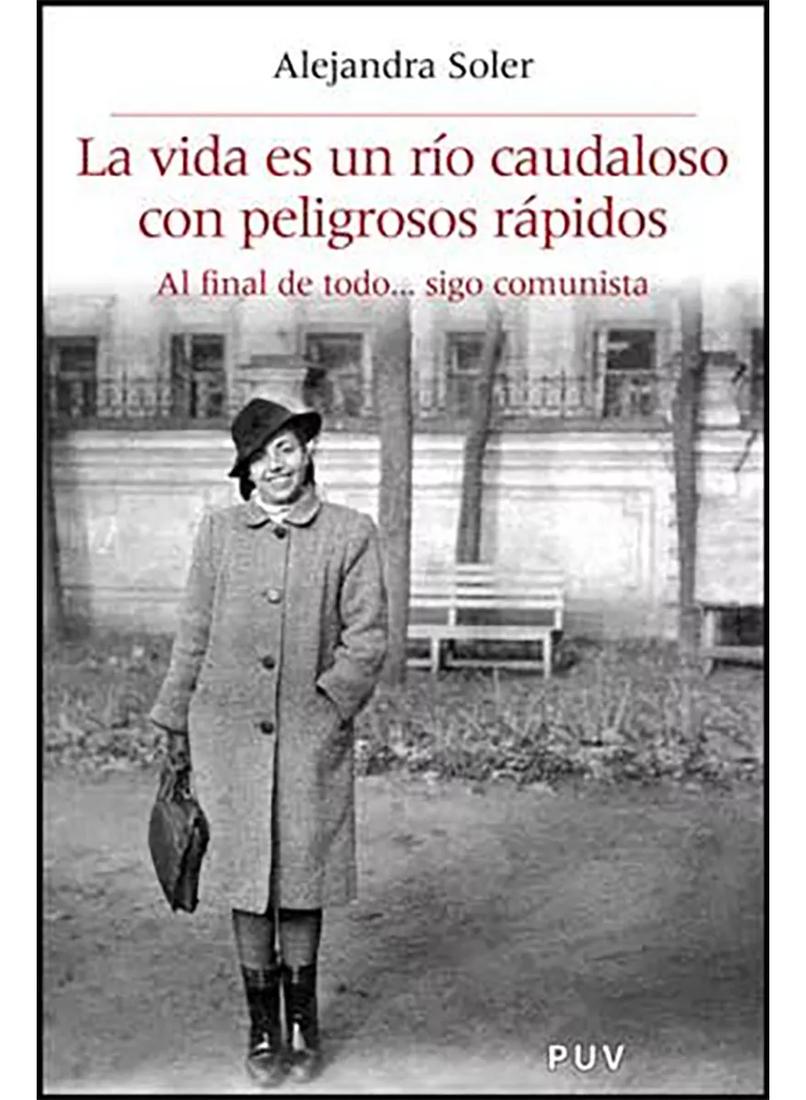 Alejandra Soler
La vida es un río caudaloso
con peligrosos rápidos
Al final de todo... sigo comunista
PUV